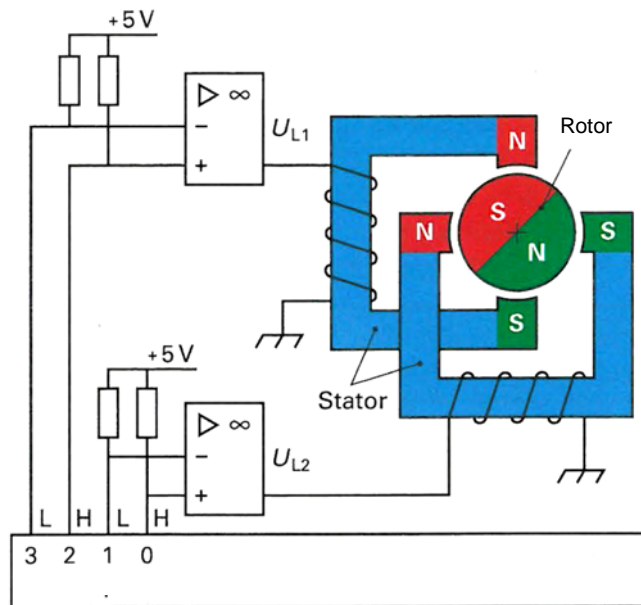 +5V
▷ ∞
−
+
U_L1
N
Rotor
S
N
N
S
S
Stator
+5V
▷ ∞
−
+
U_L2
L H L H
3 2 1 0